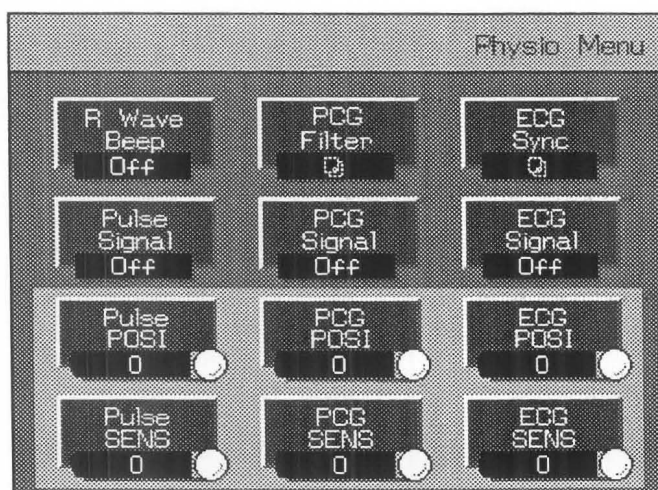 Physio Menu
R Wave
Beep
Off
PCG
Filter
ECG
Sync
Pulse
Signal
Off
PCG
Signal
Off
ECG
Signal
Off
Pulse
POSI
0
PCG
POSI
0
ECG
POSI
0
Pulse
SENS
0
PCG
SENS
0
ECG
SENS
0